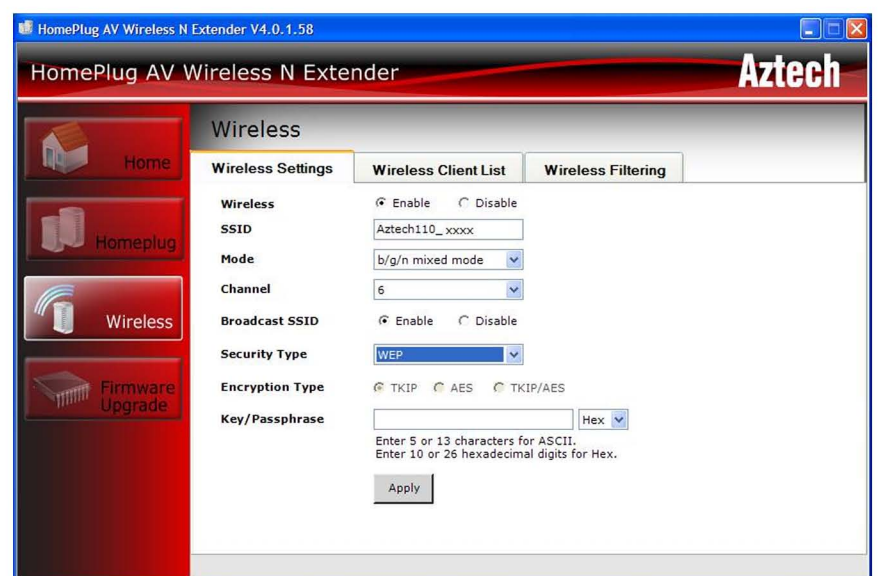 HomePlug AV Wireless N Extender V4.0.1.58
HomePlug AV Wireless N Extender
Aztech
Home
Homeplug
Wireless
Firmware
Upgrade
Wireless
Wireless Settings Wireless Client List Wireless Filtering
Wireless Enable Disable
SSID Aztech110_ xxxx
Mode b/g/n mixed mode
Channel 6
Broadcast SSID Enable Disable
Security Type WEP
Encryption Type TKIP AES TKIP/AES
Key/Passphrase Hex
Enter 5 or 13 characters for ASCII.
Enter 10 or 26 hexadecimal digits for Hex.
Apply